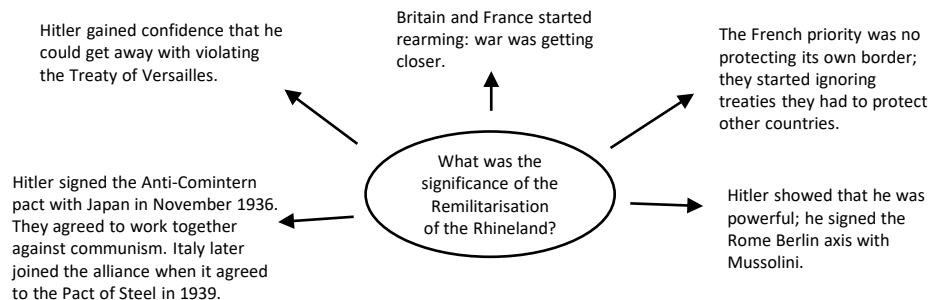 Hitler gained confidence that he
could get away with violating
the Treaty of Versailles.
Britain and France started
rearming: war was getting
closer.
The French priority was no
protecting its own border;
they started ignoring
treaties they had to protect
other countries.
What was the
significance of the
Remilitarisation
of the Rhineland?
Hitler signed the Anti-Comintern
pact with Japan in November 1936.
They agreed to work together
against communism. Italy later
joined the alliance when it agreed
to the Pact of Steel in 1939.
Hitler showed that he was
powerful; he signed the
Rome Berlin axis with
Mussolini.